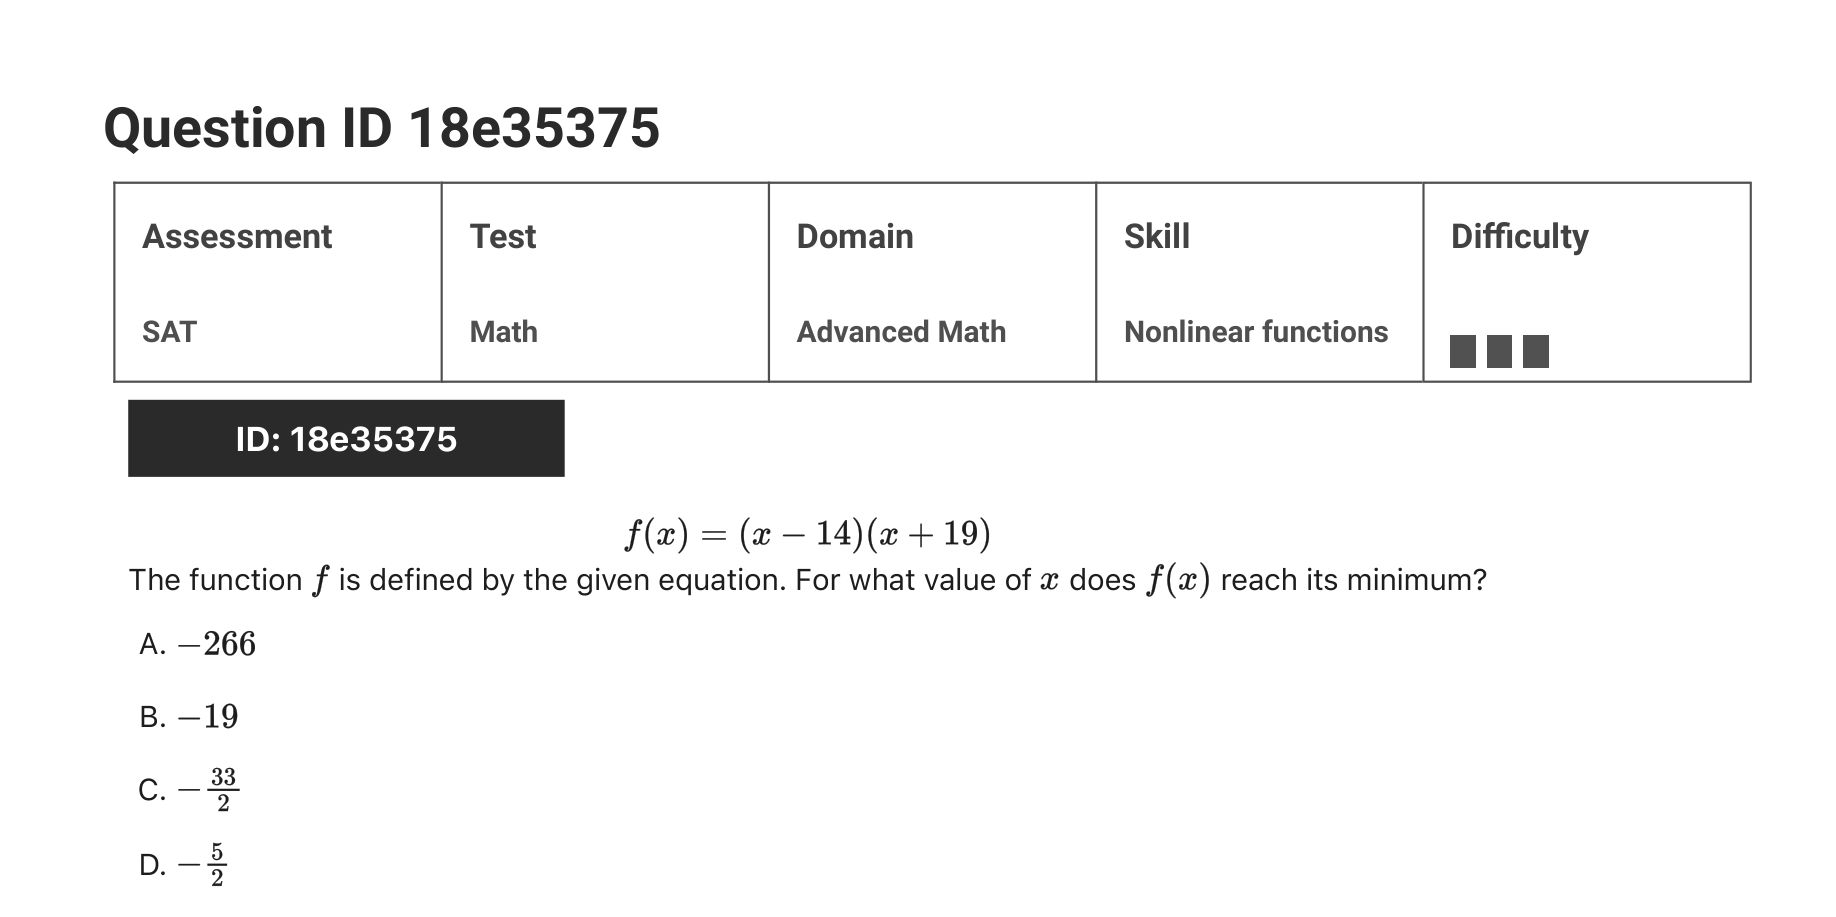 Question ID 18e35375
Assessment Test Domain Skill Difficulty
SAT Math Advanced Math Nonlinear functions
ID: 18e35375
f(x) = (x − 14)(x + 19)
The function f is defined by the given equation. For what value of x does f(x) reach its minimum?
A. −266
B. −19
C. −33/2
D. −5/2